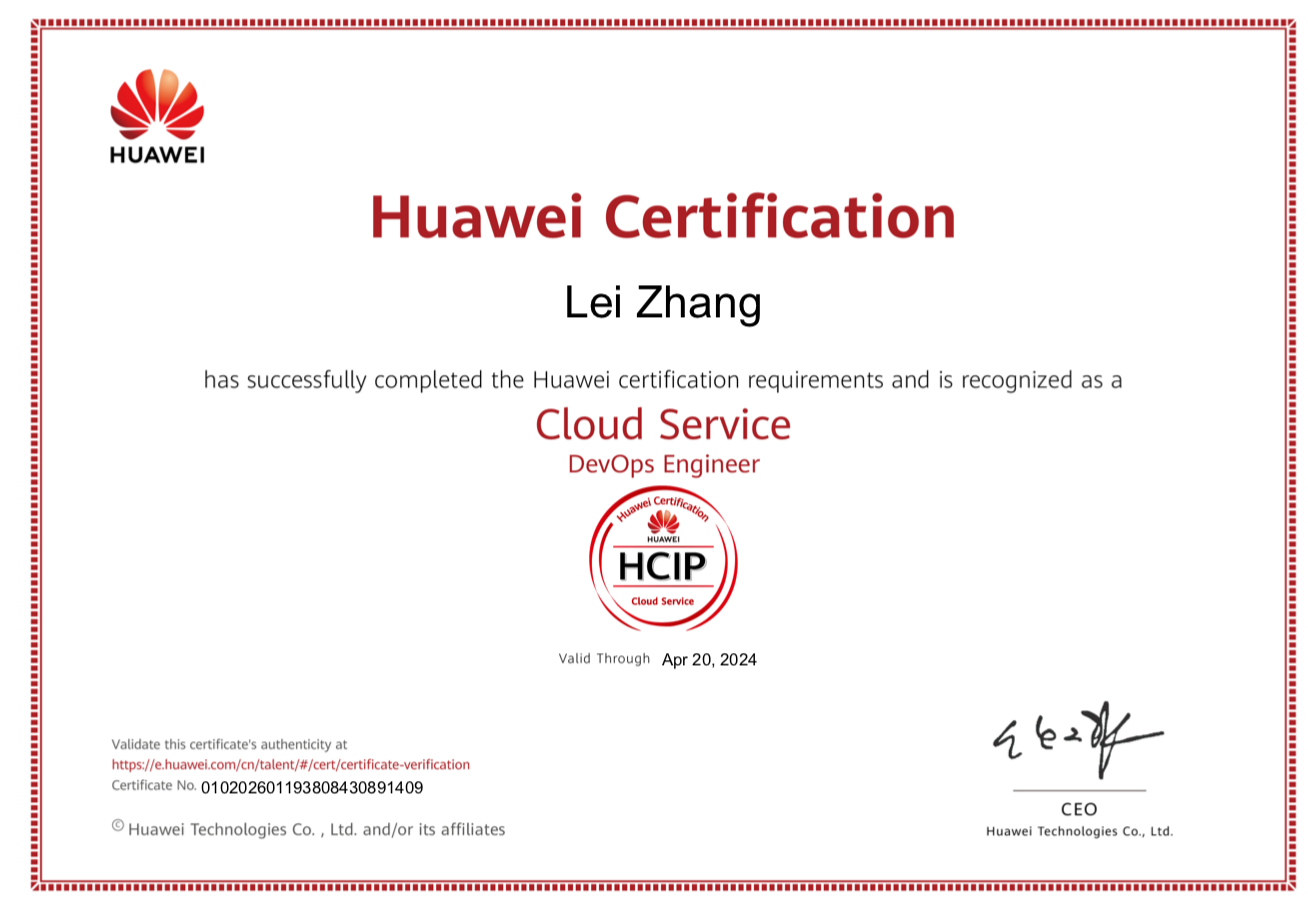 HUAWEI
Huawei Certification
Lei Zhang
has successfully completed the Huawei certification requirements and is recognized as a
Cloud Service
DevOps Engineer
Huawei Certification
HUAWEI
HCIP
Cloud Service
Valid Through Apr 20, 2024
Validate this certificate's authenticity at
https://e.huawei.com/cn/talent/#/cert/certificate-verification
Certificate No. 010202601193808430891409
© Huawei Technologies Co. , Ltd. and/or its affiliates
CEO
Huawei Technologies Co., Ltd.